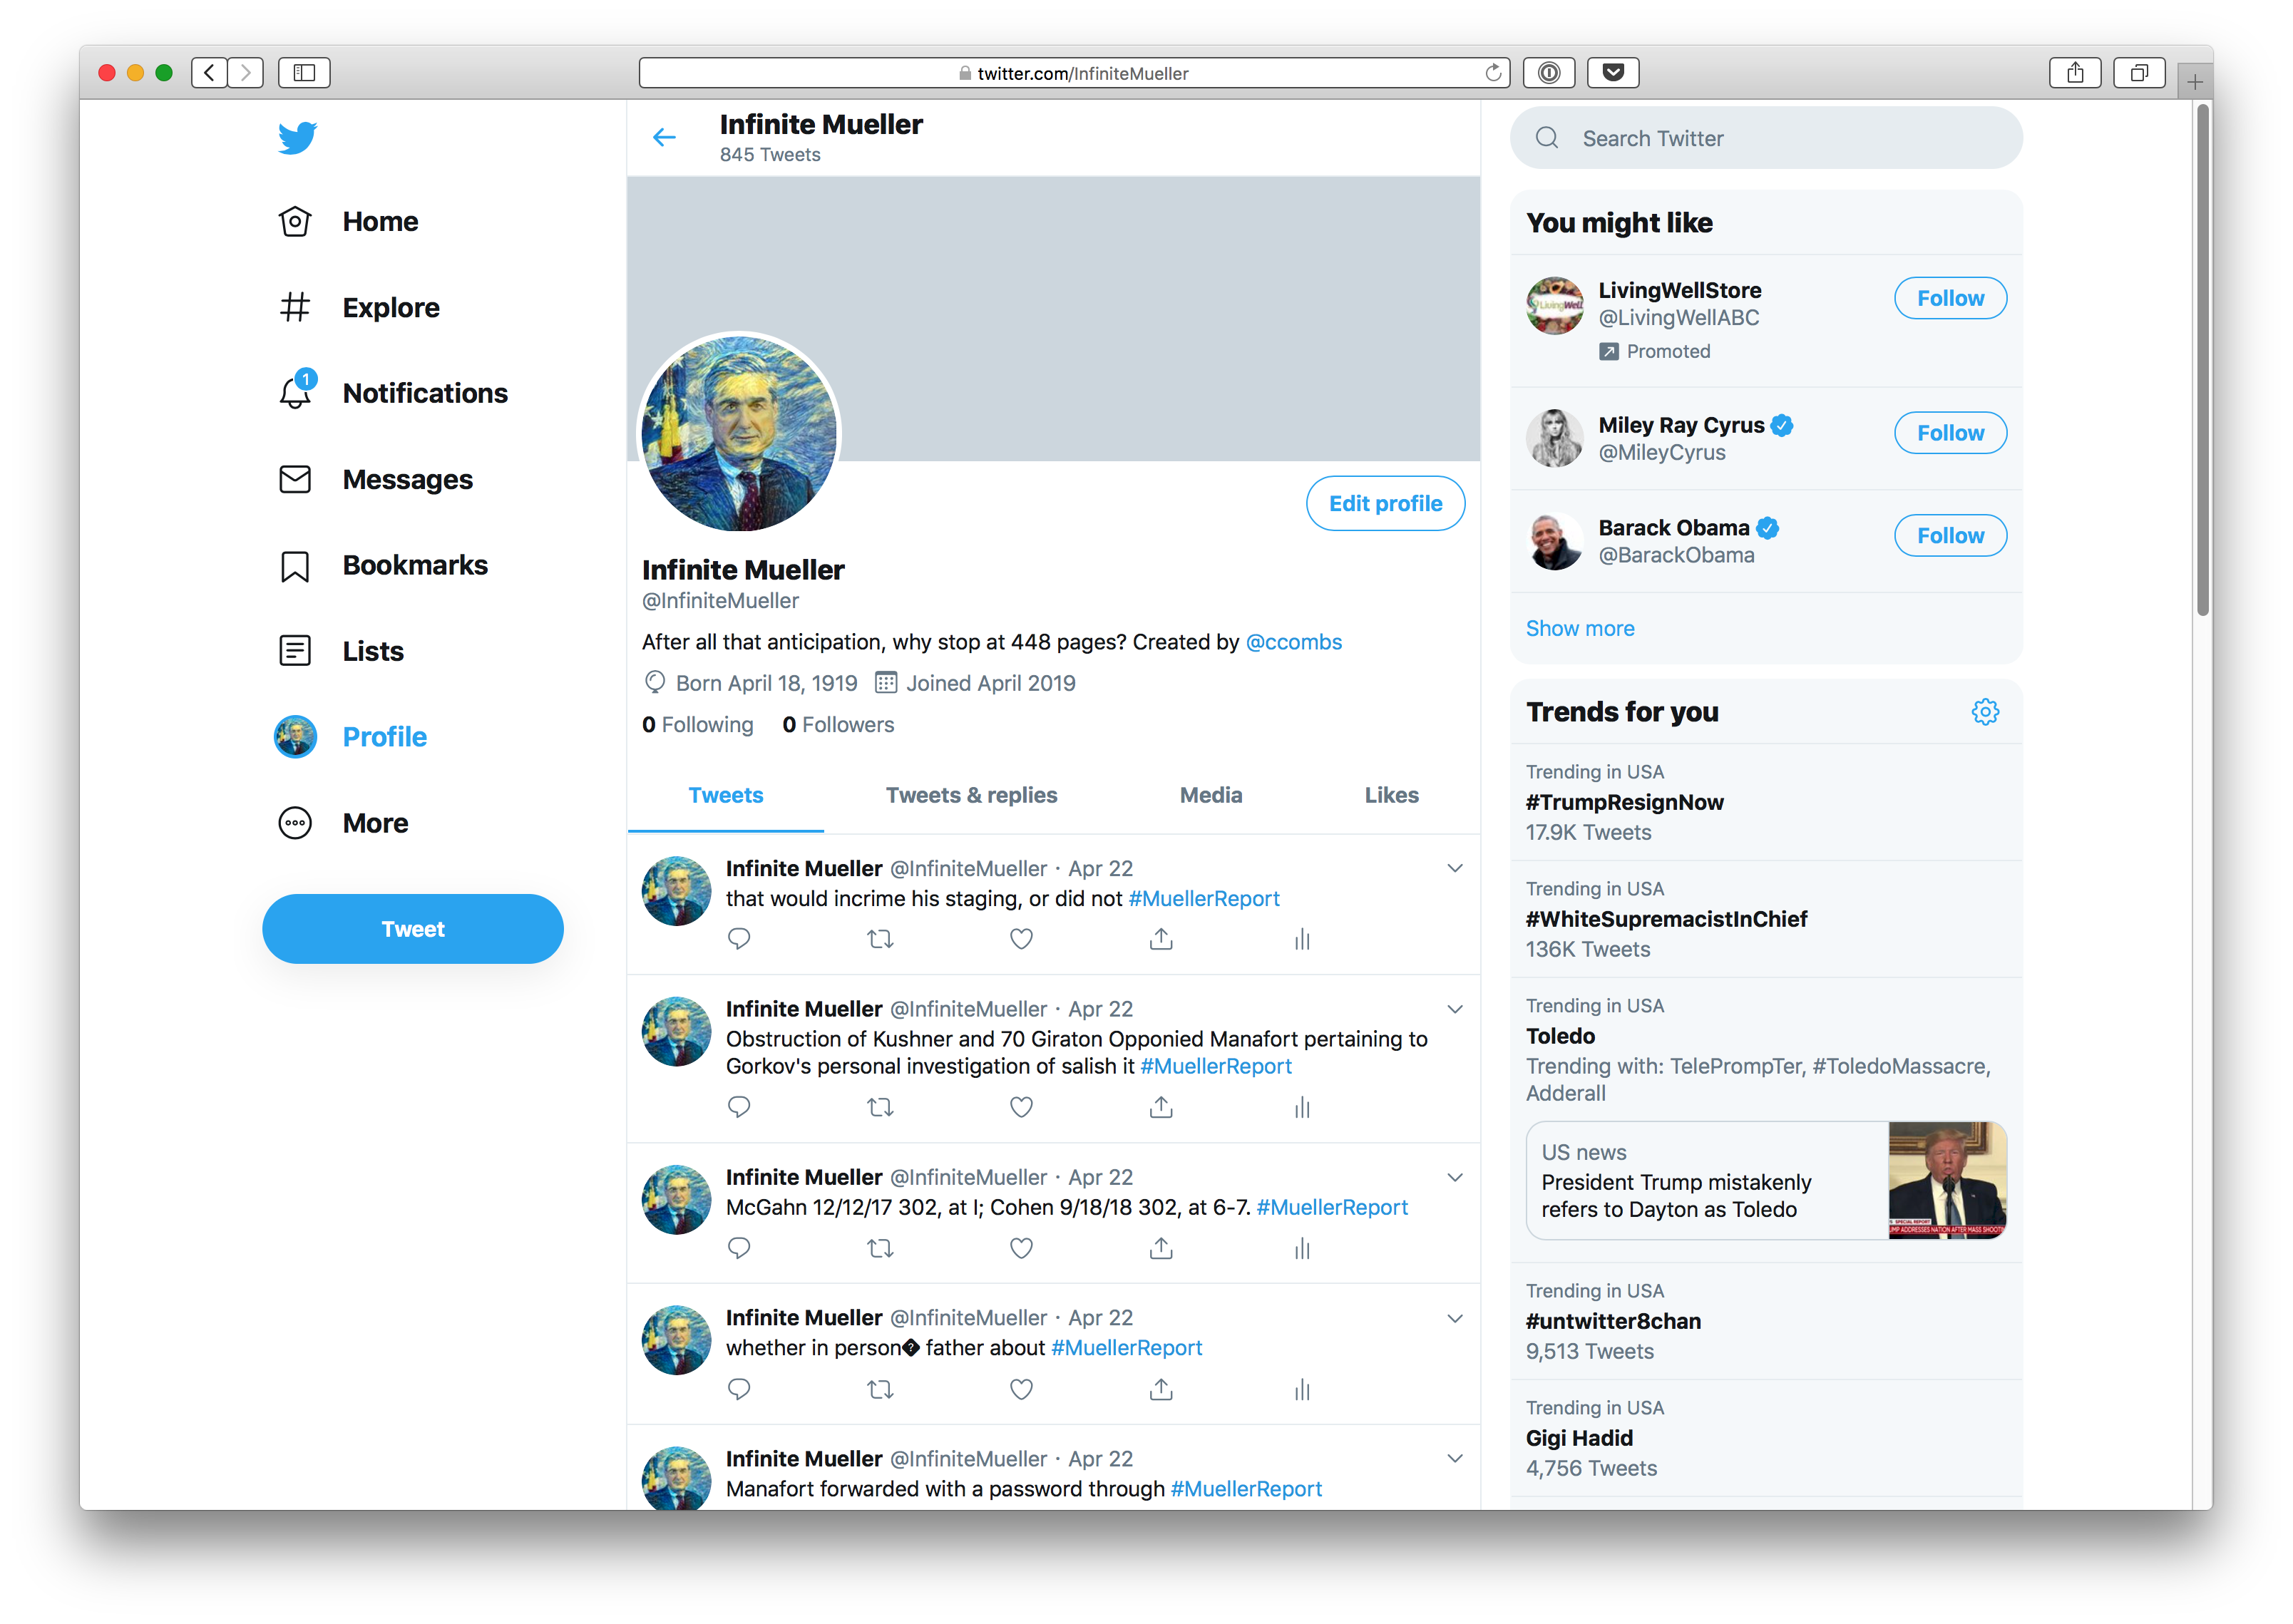 twitter.com/InfiniteMueller
Home
Explore
1
Notifications
Messages
Bookmarks
Lists
Profile
More
Tweet
Infinite Mueller
845 Tweets
Edit profile
Infinite Mueller
@InfiniteMueller
After all that anticipation, why stop at 448 pages? Created by @ccombs
Born April 18, 1919 Joined April 2019
0 Following 0 Followers
Tweets Tweets & replies Media Likes
Infinite Mueller @InfiniteMueller · Apr 22
that would incrime his staging, or did not #MuellerReport
Infinite Mueller @InfiniteMueller · Apr 22
Obstruction of Kushner and 70 Giraton Opponied Manafort pertaining to
Gorkov's personal investigation of salish it #MuellerReport
Infinite Mueller @InfiniteMueller · Apr 22
McGahn 12/12/17 302, at l; Cohen 9/18/18 302, at 6-7. #MuellerReport
Infinite Mueller @InfiniteMueller · Apr 22
whether in person� father about #MuellerReport
Infinite Mueller @InfiniteMueller · Apr 22
Manafort forwarded with a password through #MuellerReport
Search Twitter
You might like
LivingWell
LivingWellStore
@LivingWellABC
Promoted
Follow
Miley Ray Cyrus
@MileyCyrus
Follow
Barack Obama
@BarackObama
Follow
Show more
Trends for you
Trending in USA
#TrumpResignNow
17.9K Tweets
Trending in USA
#WhiteSupremacistInChief
136K Tweets
Trending in USA
Toledo
Trending with: TelePrompTer, #ToledoMassacre,
Adderall
US news
President Trump mistakenly
refers to Dayton as Toledo
SPECIAL REPORT
UMP ADDRESSES NATION AFTER MASS SHOOTI
Trending in USA
#untwitter8chan
9,513 Tweets
Trending in USA
Gigi Hadid
4,756 Tweets